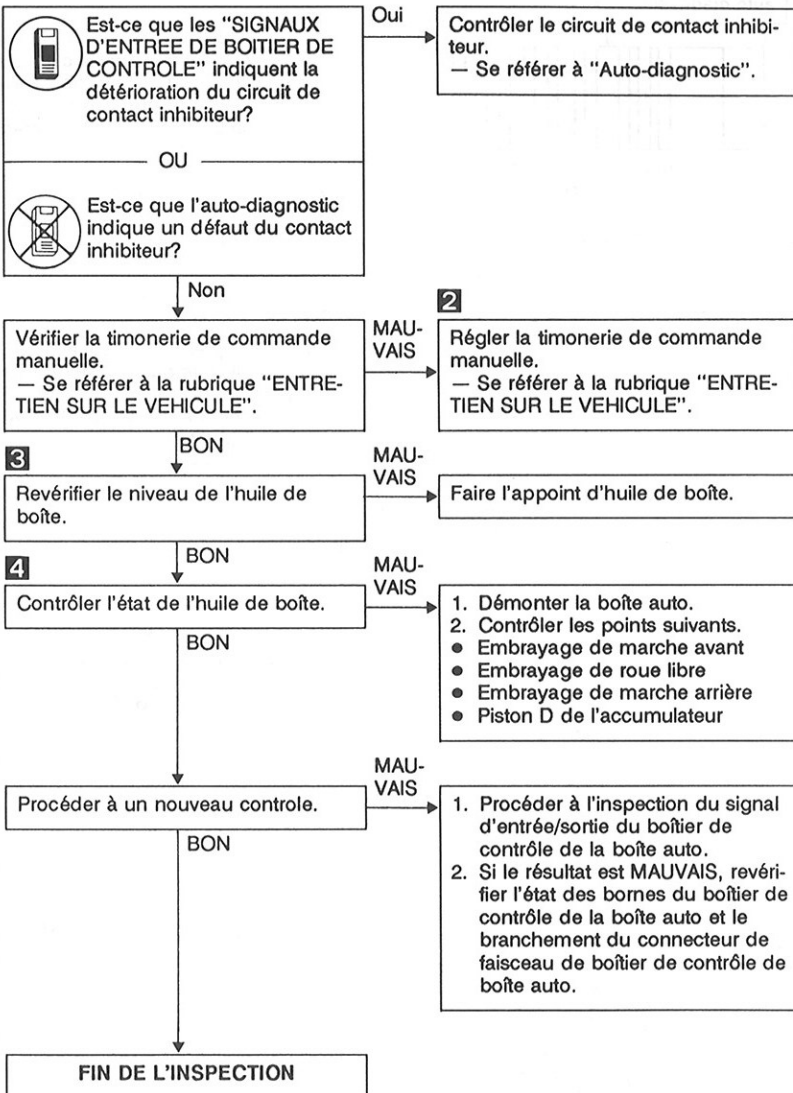 Est-ce que les "SIGNAUX
D'ENTREE DE BOITIER DE
CONTROLE" indiquent la
détérioration du circuit de
contact inhibiteur?
OU
Est-ce que l'auto-diagnostic
indique un défaut du contact
inhibiteur?
Oui
Contrôler le circuit de contact inhibi-
teur.
— Se référer à "Auto-diagnostic".
Non
Vérifier la timonerie de commande
manuelle.
— Se référer à la rubrique "ENTRE-
TIEN SUR LE VEHICULE".
MAU-
VAIS
2
Régler la timonerie de commande
manuelle.
— Se référer à la rubrique "ENTRE-
TIEN SUR LE VEHICULE".
BON
3
Revérifier le niveau de l'huile de
boîte.
MAU-
VAIS
Faire l'appoint d'huile de boîte.
BON
4
Contrôler l'état de l'huile de boîte.
MAU-
VAIS
1. Démonter la boîte auto.
2. Contrôler les points suivants.
● Embrayage de marche avant
● Embrayage de roue libre
● Embrayage de marche arrière
● Piston D de l'accumulateur
BON
Procéder à un nouveau controle.
MAU-
VAIS
1. Procéder à l'inspection du signal
d'entrée/sortie du boîtier de
contrôle de la boîte auto.
2. Si le résultat est MAUVAIS, revéri-
fier l'état des bornes du boîtier de
contrôle de la boîte auto et le
branchement du connecteur de
faisceau de boîtier de contrôle de
boîte auto.
BON
FIN DE L'INSPECTION